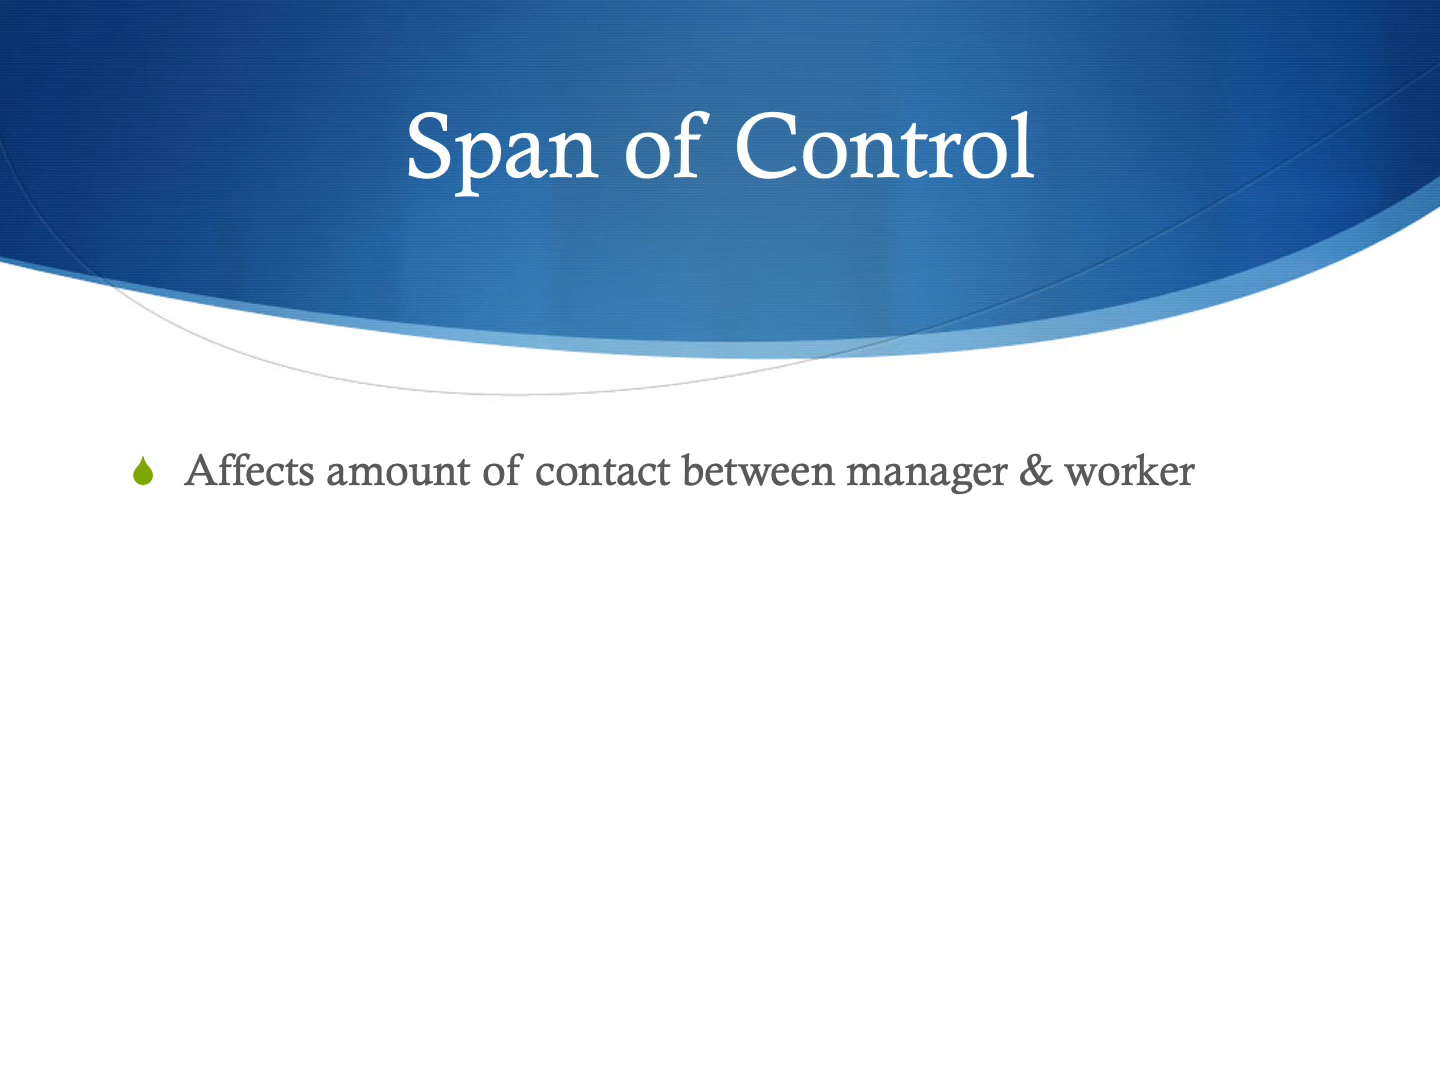 Span of Control
Affects amount of contact between manager & worker